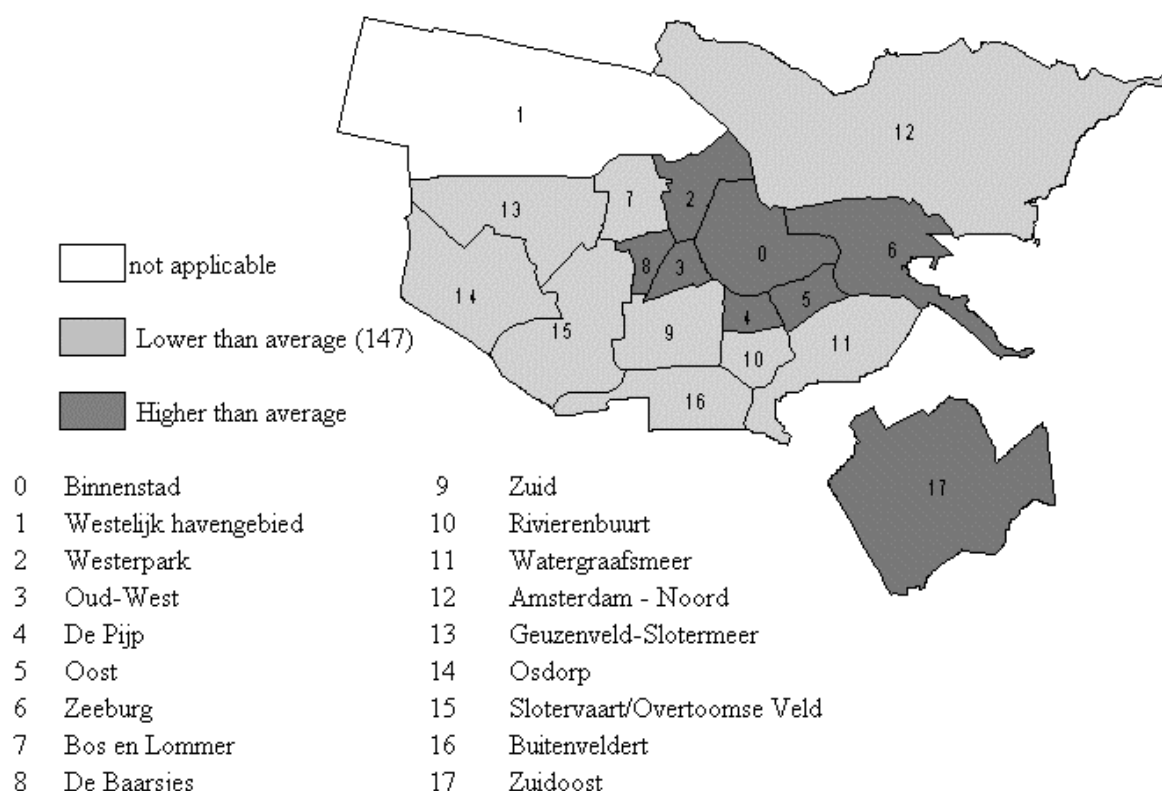 1
12
7
2
13
0
6
8
3
not applicable
14
5
4
15
9
11
Lower than average (147)
10
16
Higher than average
17
0 Binnenstad
1 Westelijk havengebied
2 Westerpark
3 Oud-West
4 De Pijp
5 Oost
6 Zeeburg
7 Bos en Lommer
8 De Baarsjes
9 Zuid
10 Rivierenbuurt
11 Watergraafsmeer
12 Amsterdam - Noord
13 Geuzenveld-Slotermeer
14 Osdorp
15 Slotervaart/Overtoomse Veld
16 Buitenveldert
17 Zuidoost